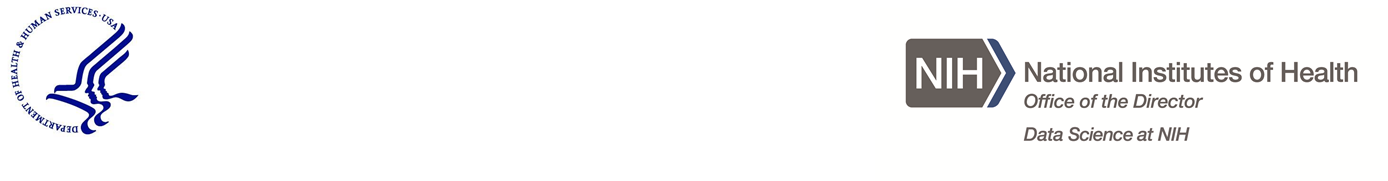 DEPARTMENT OF HEALTH & HUMAN SERVICES · USA
NIH
National Institutes of Health
Office of the Director
Data Science at NIH